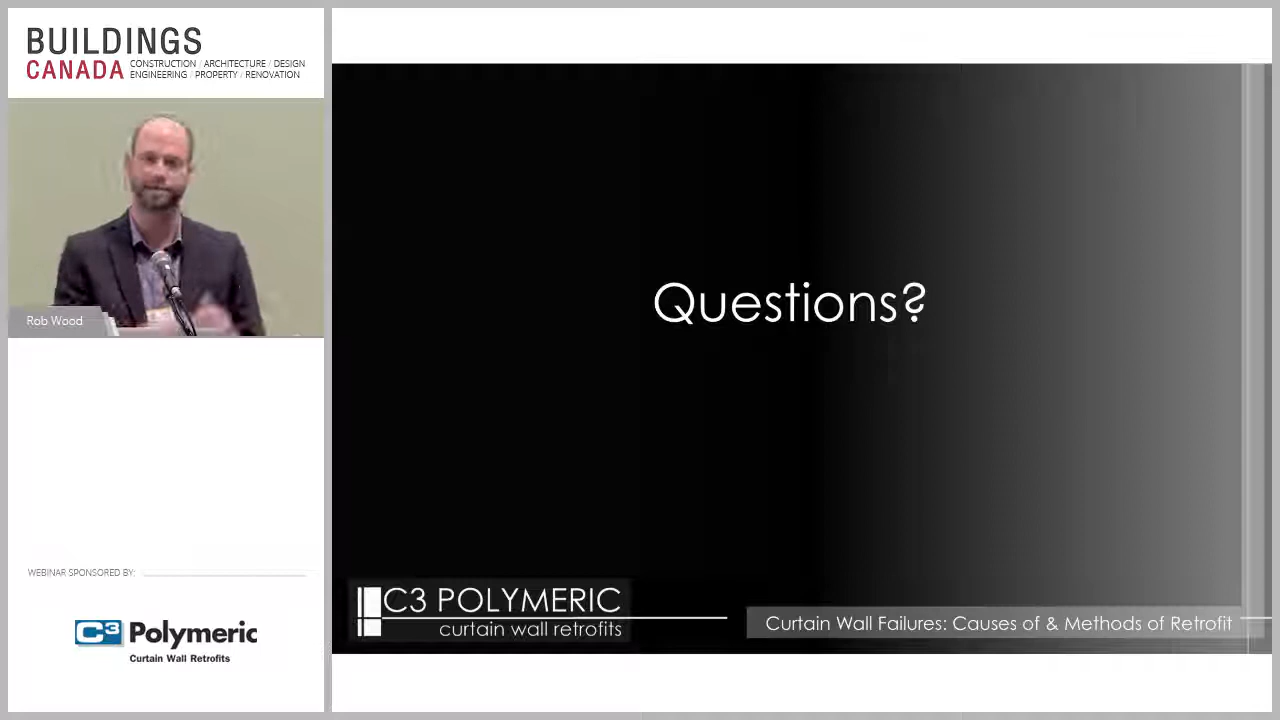 BUILDINGS
CANADA CONSTRUCTION / ARCHITECTURE / DESIGN
ENGINEERING / PROPERTY / RENOVATION
Rob Wood
WEBINAR SPONSORED BY:
C3 Polymeric
Curtain Wall Retrofits
Questions?
C3 POLYMERIC
curtain wall retrofits
Curtain Wall Failures: Causes of & Methods of Retrofit